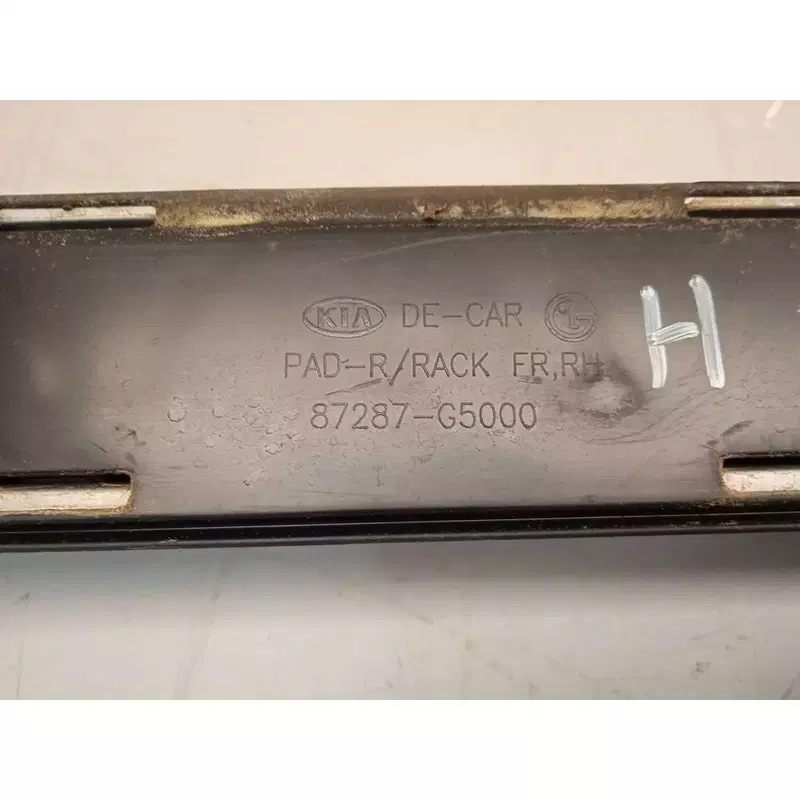 KIA DE-CAR LG
PAD-R/RACK FR,RH
87287-G5000
H